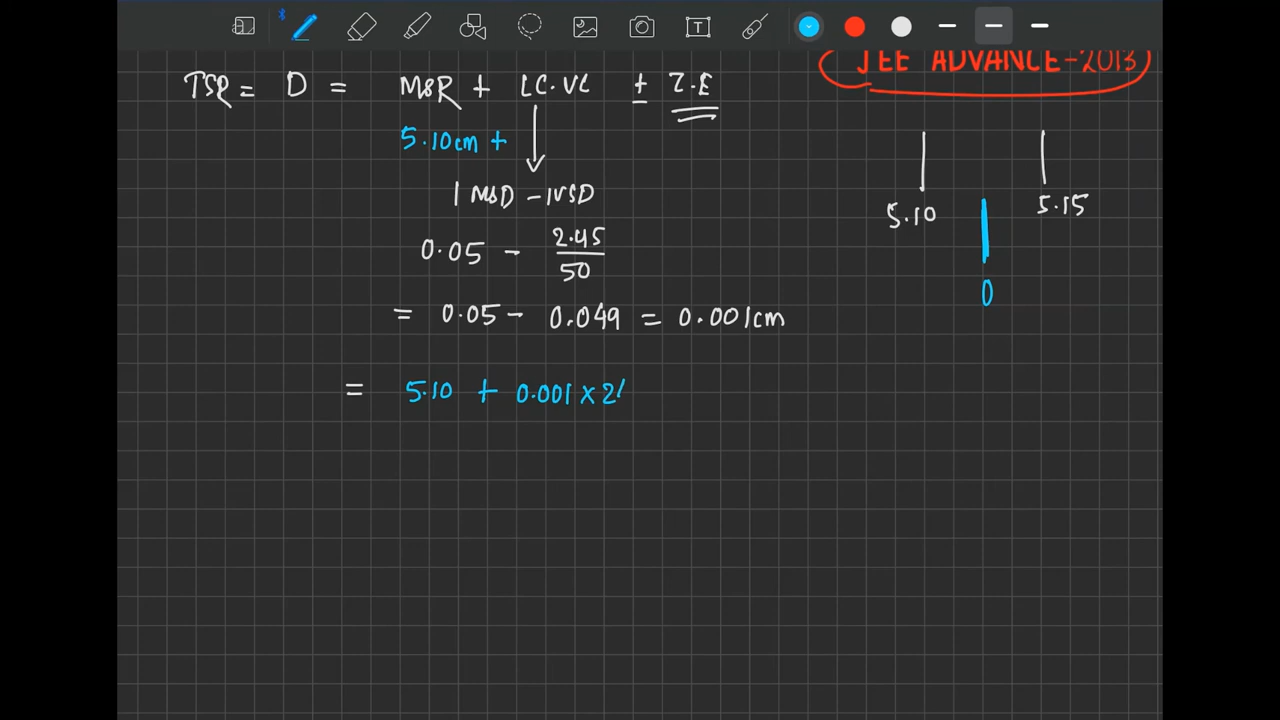 JEE ADVANCE-2013
TSR = D = MSR + LC.VC ± Z.E
5.10cm +
1 MSD - 1VSD
5.10
5.15
0.05 - 2.45
50
0
= 0.05 - 0.049 = 0.001cm
= 5.10 + 0.001 x 2